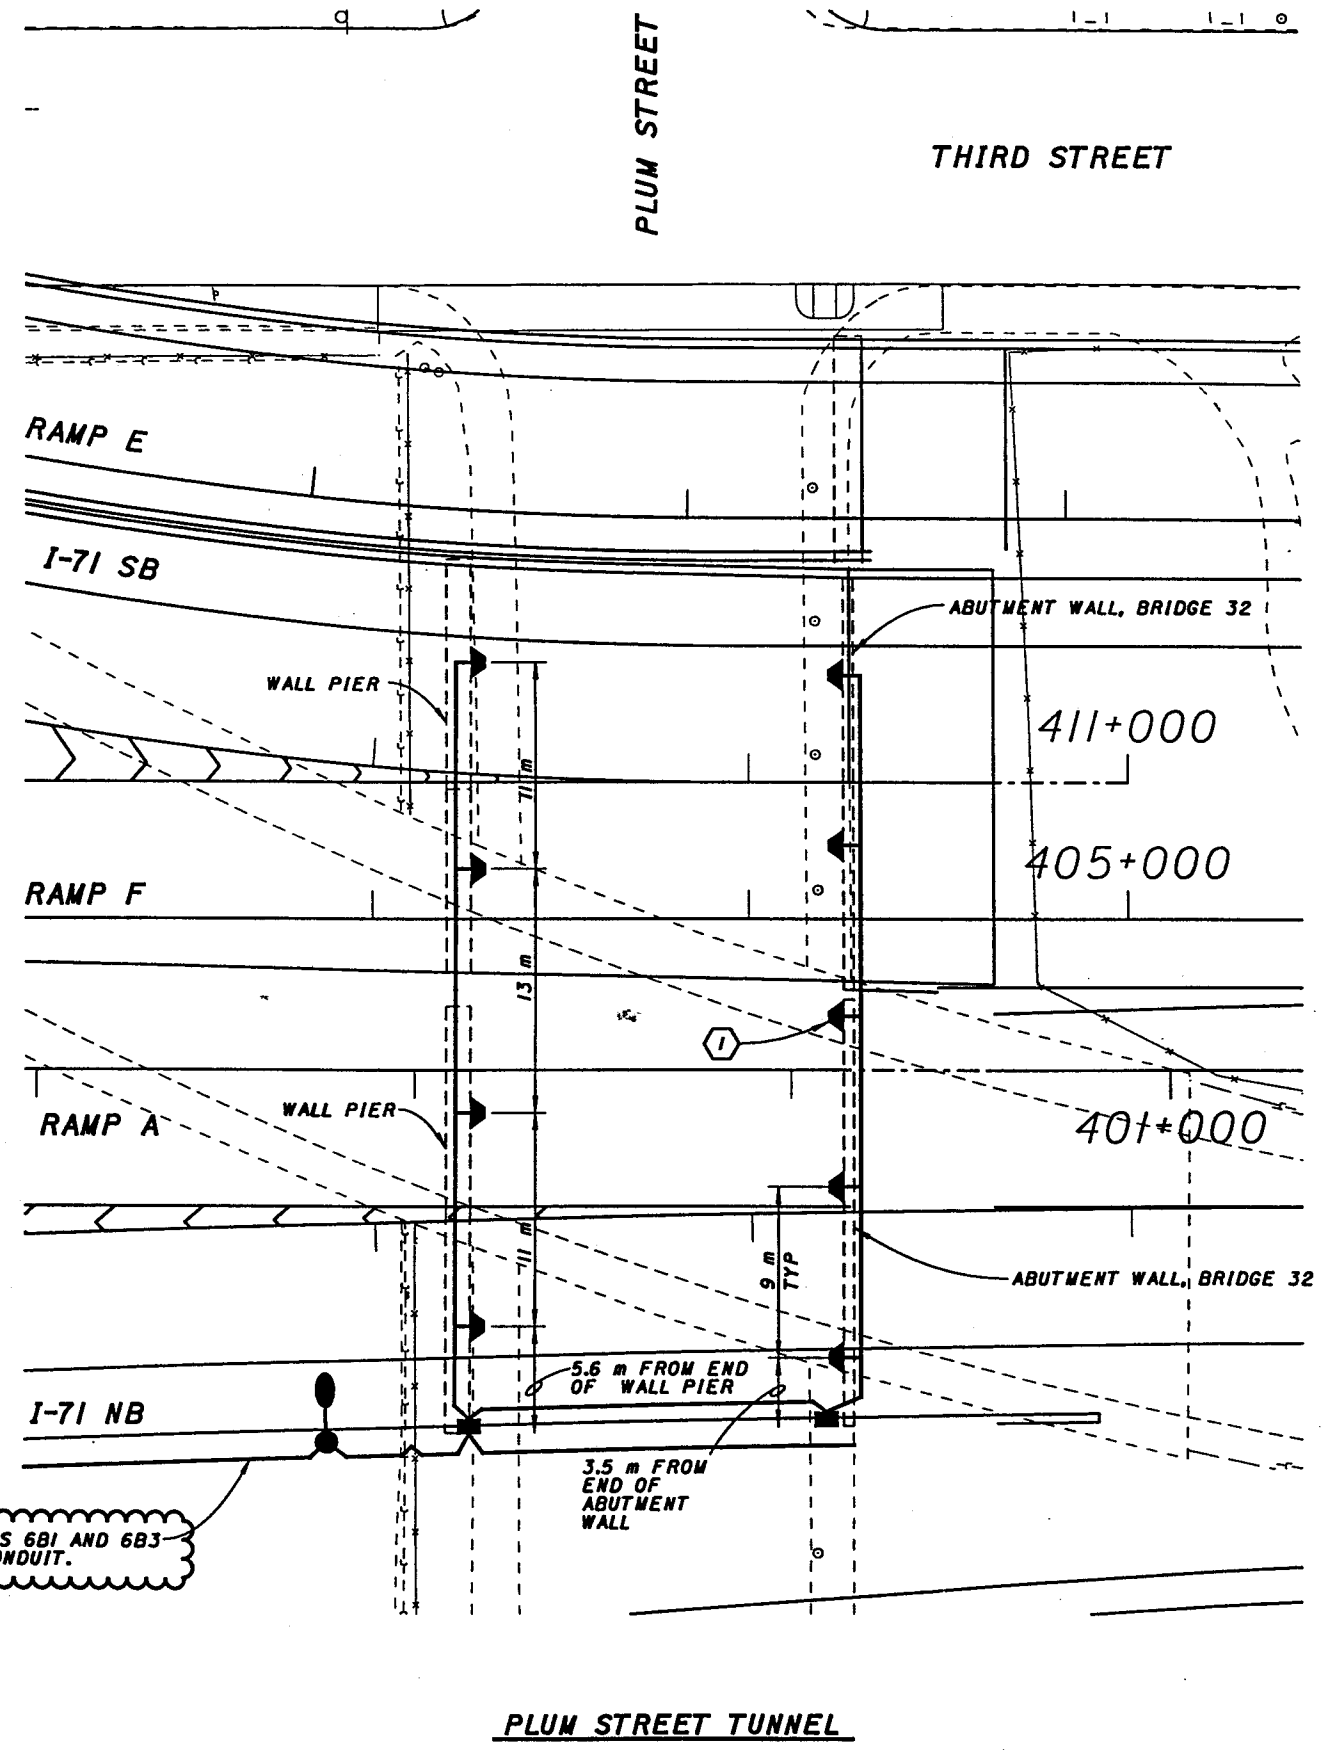 PLUM STREET
THIRD STREET
RAMP E
I-71 SB
ABUTMENT WALL, BRIDGE 32
WALL PIER
411+000
11 m
405+000
RAMP F
13 m
1
WALL PIER
RAMP A
401+000
11 m
9 m
TYP
ABUTMENT WALL, BRIDGE 32
5.6 m FROM END
OF WALL PIER
I-71 NB
3.5 m FROM
END OF
ABUTMENT
WALL
S 6B1 AND 6B3
ONDUIT.
PLUM STREET TUNNEL